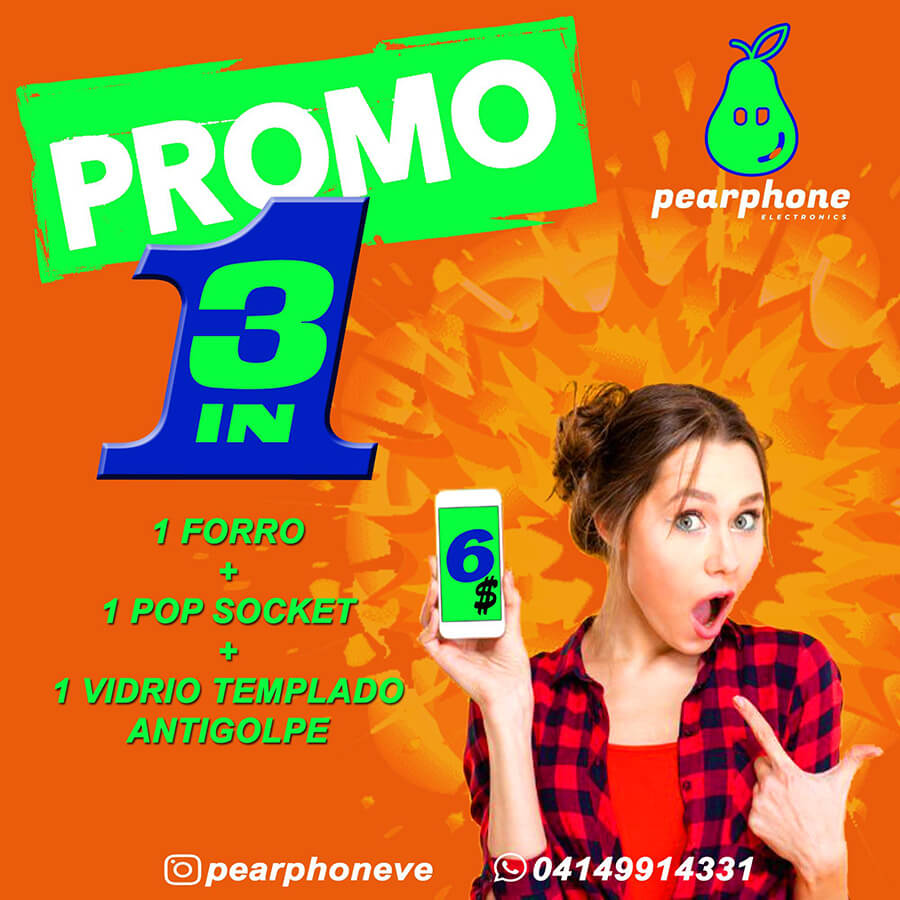 PROMO
pearphone
ELECTRONICS
1
3
IN
1 FORRO
+
1 POP SOCKET
+
1 VIDRIO TEMPLADO
ANTIGOLPE
6
$
pearphoneve
04149914331